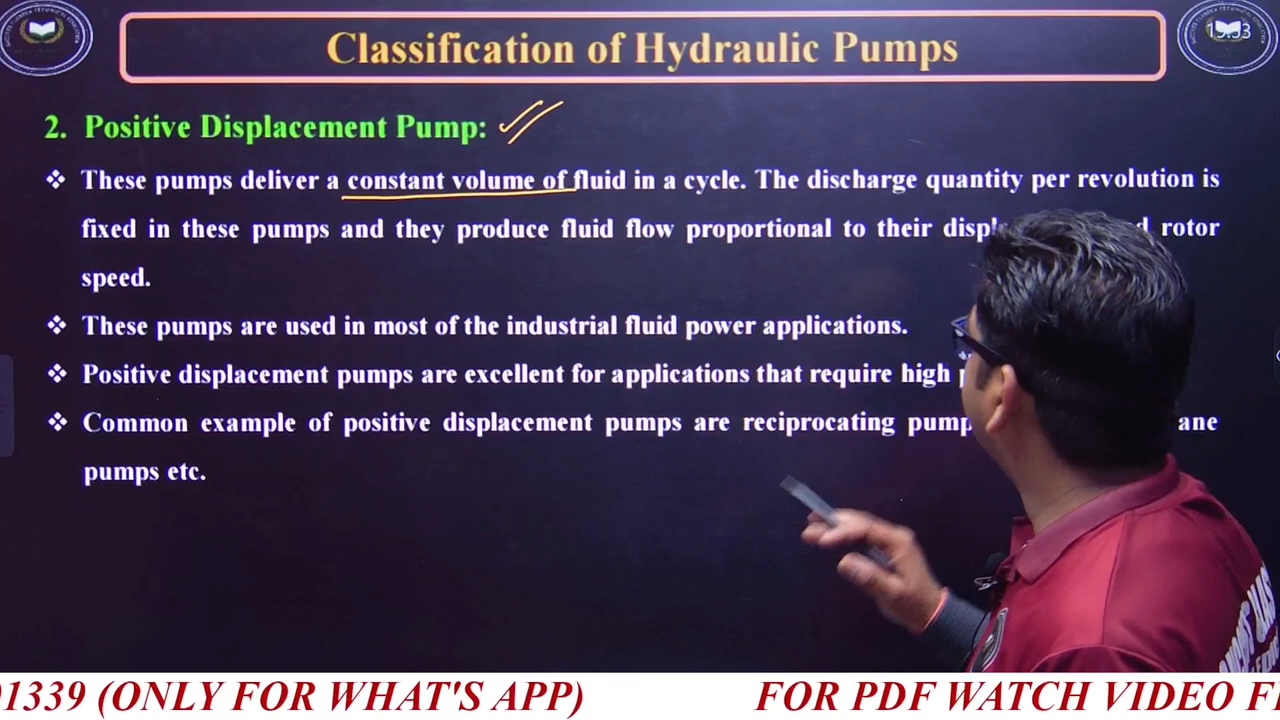 Classification of Hydraulic Pumps
2. Positive Displacement Pump:
❖ These pumps deliver a constant volume of fluid in a cycle. The discharge quantity per revolution is
fixed in these pumps and they produce fluid flow proportional to their rotor
speed.
❖ These pumps are used in most of the industrial fluid power applications.
❖ Positive displacement pumps are excellent for applications that require high
❖ Common example of positive displacement pumps are reciprocating
pumps etc.
1339 (ONLY FOR WHAT'S APP) FOR PDF WATCH VIDEO